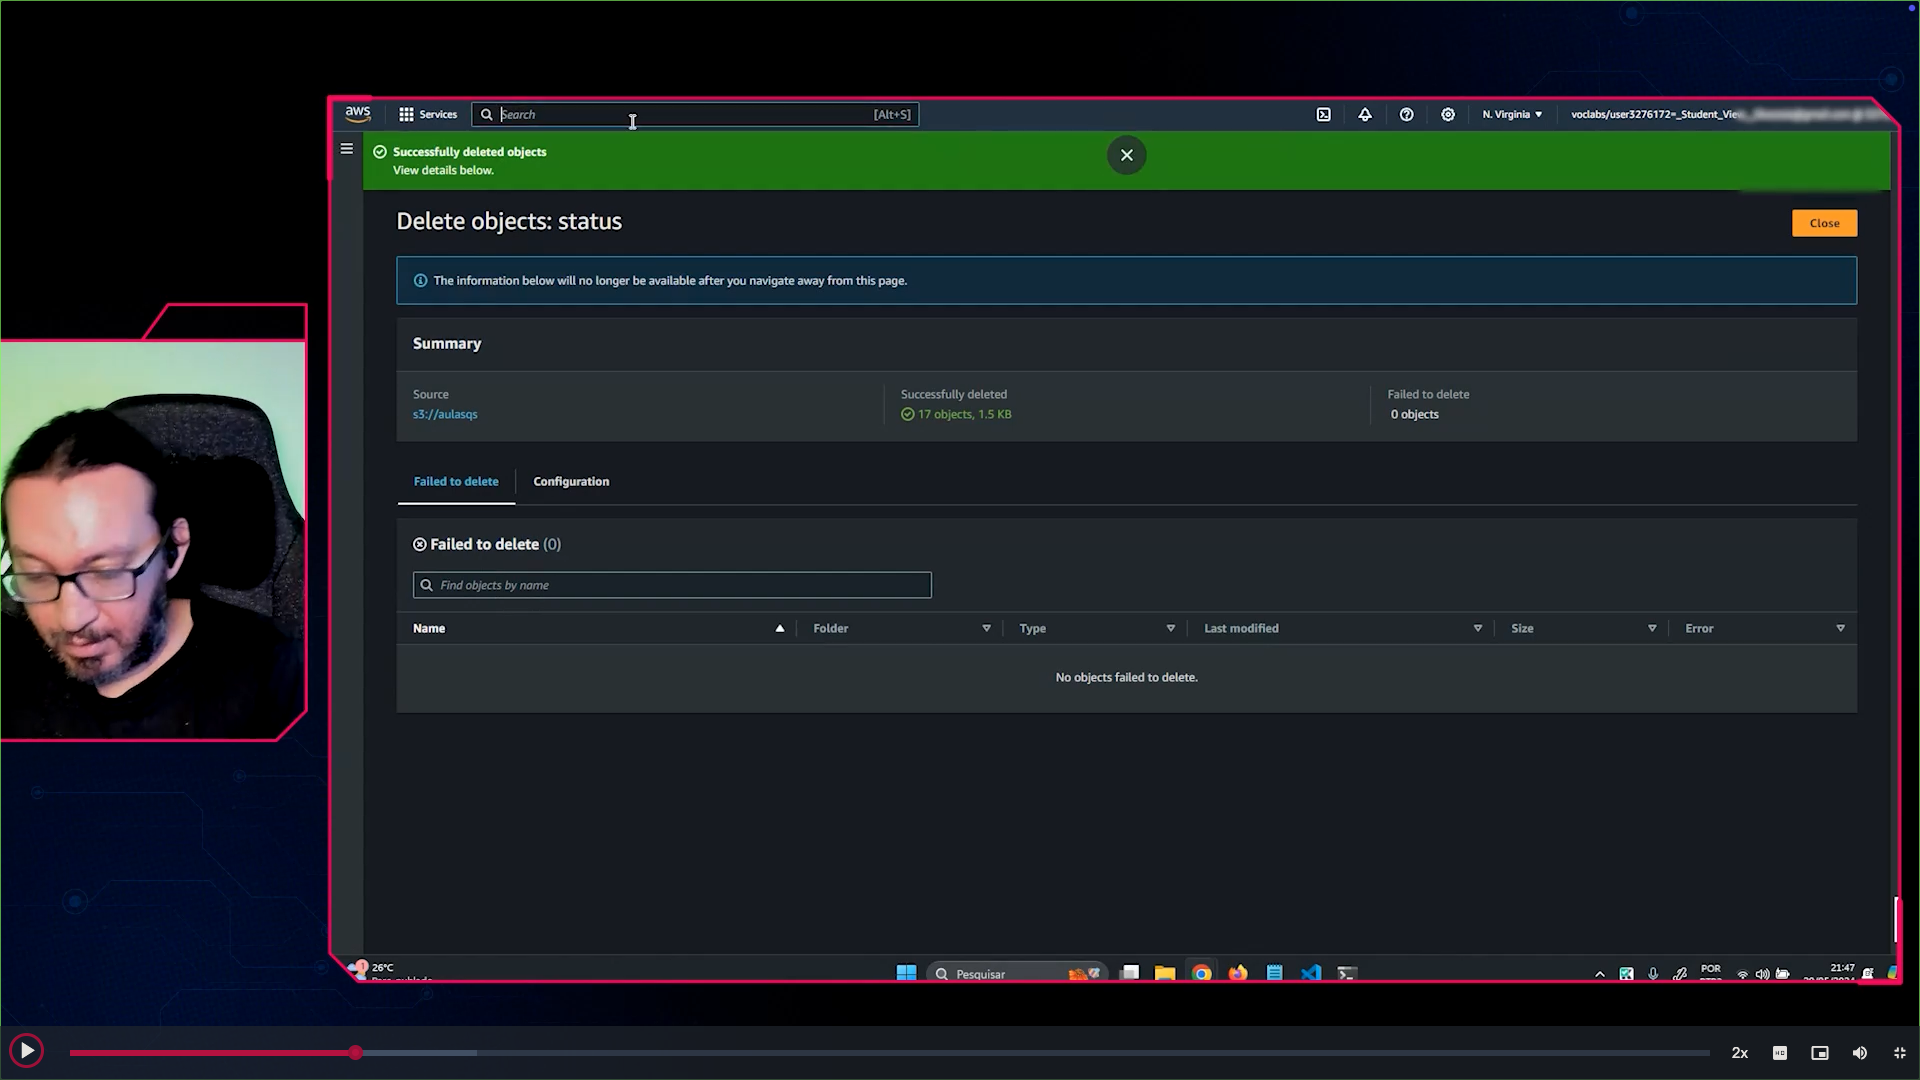 aws Services Search [Alt+S] N. Virginia voclabs/user3276172=_Student_Vie
Successfully deleted objects
View details below.
Delete objects: status
Close
The information below will no longer be available after you navigate away from this page.
Summary
Source Successfully deleted Failed to delete
s3://aulasqs 17 objects, 1.5 KB 0 objects
Failed to delete Configuration
Failed to delete (0)
Find objects by name
Name Folder Type Last modified Size Error
No objects failed to delete.
1 26°C
Pesquisar
POR
21:47
2x
HD